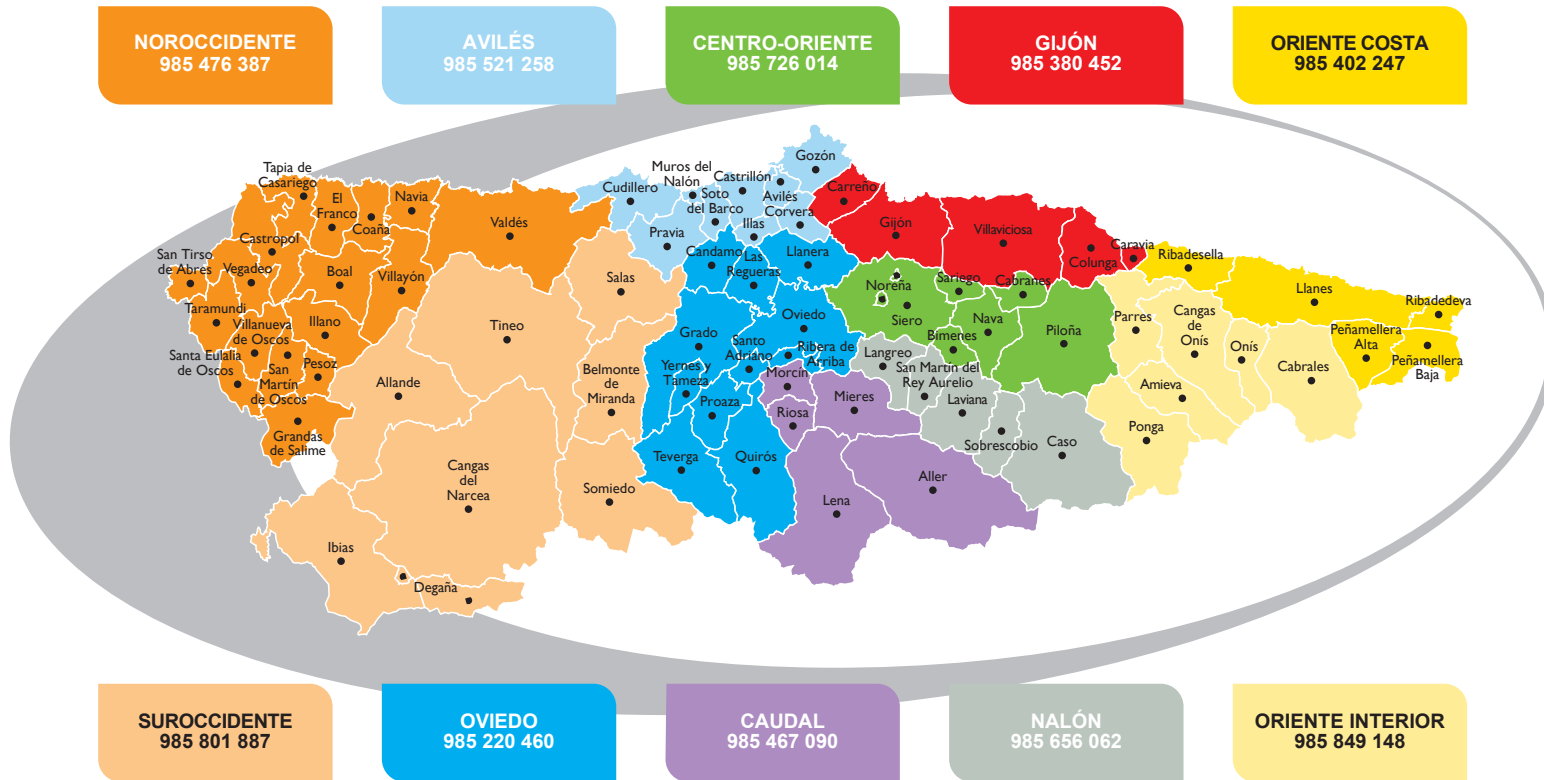 NOROCCIDENTE
985 476 387
AVILÉS
985 521 258
CENTRO-ORIENTE
985 726 014
GIJÓN
985 380 452
ORIENTE COSTA
985 402 247
Tapia de
Casariego
El
Franco
Coaña
Navia
Valdés
Castropol
San Tirso
de Abres
Vegadeo
Boal
Villayón
Taramundi
Villanueva
de Oscos
Illano
Santa Eulalia
de Oscos
San
Martín
de Oscos
Pesoz
Grandas
de Salime
Cudillero
Muros del
Nalón
Soto
del Barco
Castrillón
Gozón
Avilés
Corvera
Illas
Pravia
Carreño
Gijón
Villaviciosa
Colunga
Caravia
Ribadesella
Llanes
Ribadedeva
Peñamellera
Alta
Peñamellera
Baja
Salas
Tineo
Allande
Belmonte
de
Miranda
Cangas
del
Narcea
Somiedo
Ibias
Degaña
Candamo
Las
Regueras
Llanera
Oviedo
Grado
Santo
Adriano
Ribera de
Arriba
Yernes y
Tameza
Proaza
Teverga
Quirós
Noreña
Siero
Sariego
Cabranes
Nava
Bimenes
Piloña
Langreo
San Martín del
Rey Aurelio
Laviana
Sobrescobio
Caso
Morcín
Riosa
Mieres
Lena
Aller
Parres
Cangas
de
Onís
Onís
Cabrales
Amieva
Ponga
SUROCCIDENTE
985 801 887
OVIEDO
985 220 460
CAUDAL
985 467 090
NALÓN
985 656 062
ORIENTE INTERIOR
985 849 148